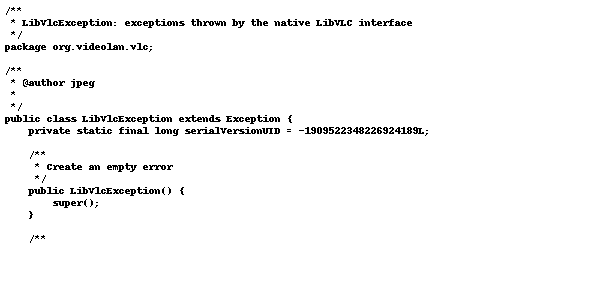 /**
 * LibVlcException: exceptions thrown by the native LibVLC interface
 */
package org.videolan.vlc;

/**
 * @author jpeg
 *
 */
public class LibVlcException extends Exception {
    private static final long serialVersionUID = -1909522348226924189L;

    /**
     * Create an empty error
     */
    public LibVlcException() {
        super();
    }

    /**